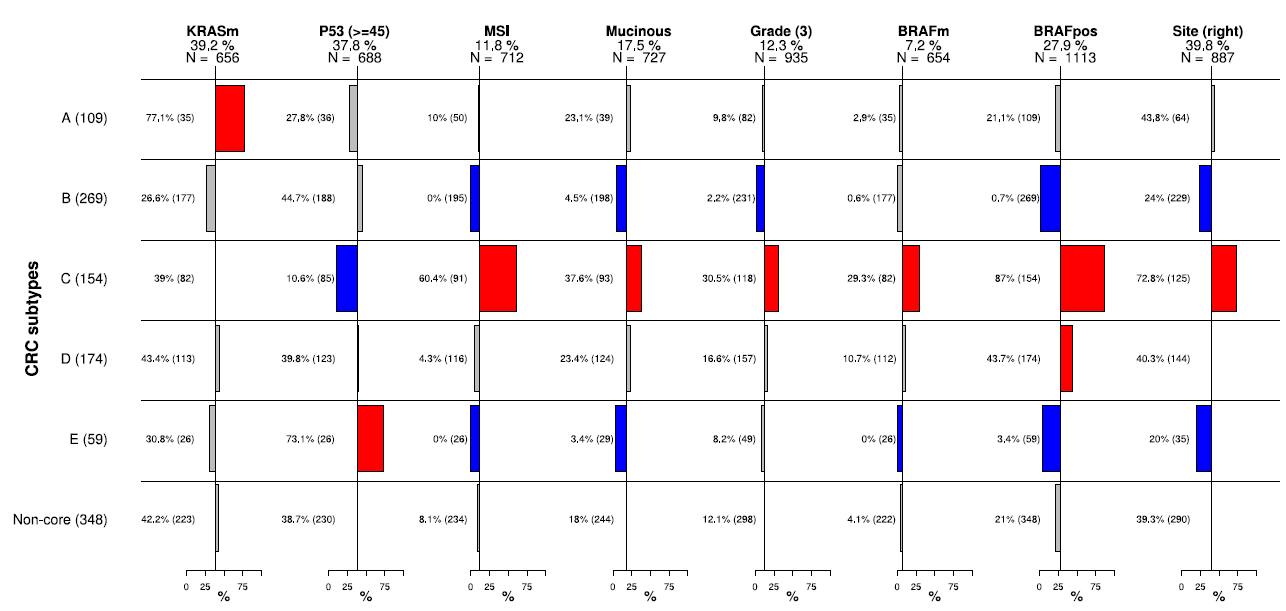 KRASm P53 (>=45) MSI Mucinous Grade (3) BRAFm BRAFpos Site (right)
39,2 % 37,8 % 11,8 % 17,5 % 12,3 % 7,2 % 27,9 % 39,8 %
N = 656 N = 688 N = 712 N = 727 N = 935 N = 654 N = 1113 N = 887
A (109) 77,1% (35) 27,8% (36) 10% (50) 23,1% (39) 9,8% (82) 2,9% (35) 21,1% (109) 43,8% (64)
B (269) 26,6% (177) 44,7% (188) 0% (195) 4,5% (198) 2,2% (231) 0,6% (177) 0,7% (269) 24% (229)
CRC subtypes
C (154) 39% (82) 10,6% (85) 60,4% (91) 37,6% (93) 30,5% (118) 29,3% (82) 87% (154) 72,8% (125)
D (174) 43,4% (113) 39,8% (123) 4,3% (116) 23,4% (124) 16,6% (157) 10,7% (112) 43,7% (174) 40,3% (144)
E (59) 30,8% (26) 73,1% (26) 0% (26) 3,4% (29) 8,2% (49) 0% (26) 3,4% (59) 20% (35)
Non-core (348) 42,2% (223) 38,7% (230) 8,1% (234) 18% (244) 12,1% (298) 4,1% (222) 21% (348) 39,3% (290)
0 25 75 0 25 75 0 25 75 0 25 75 0 25 75 0 25 75 0 25 75 0 25 75
% % % % % % % %